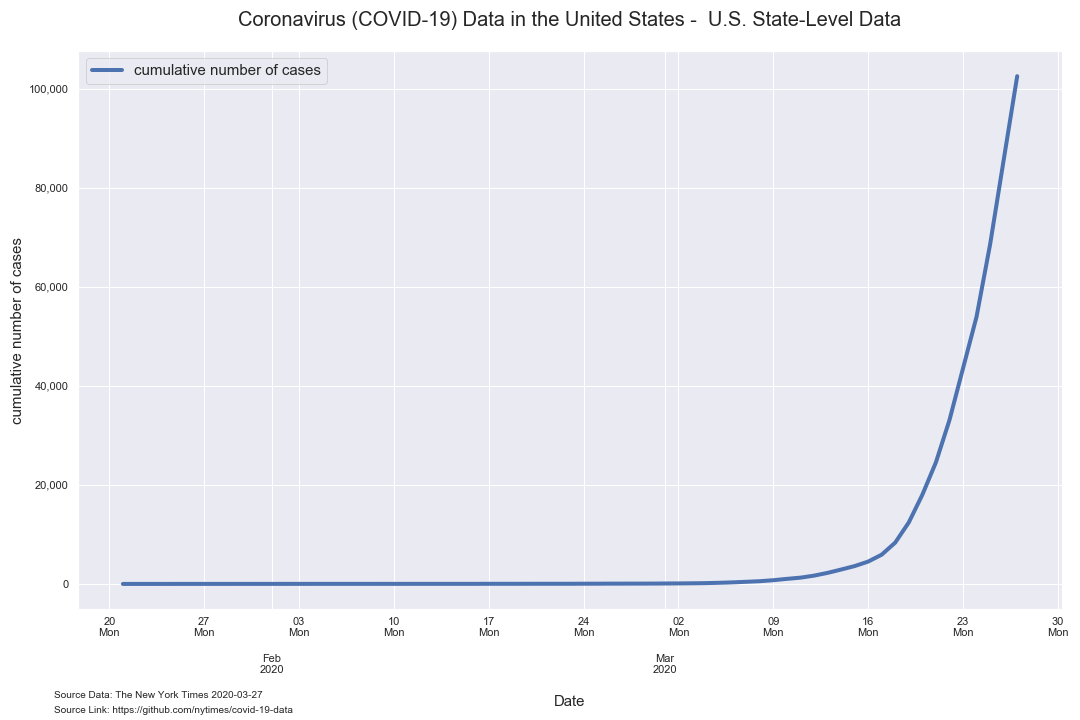 Coronavirus (COVID-19) Data in the United States -  U.S. State-Level Data
cumulative number of cases
100,000
80,000
60,000
40,000
20,000
0
cumulative number of cases
20 27 03 10 17 24 02 09 16 23 30
Mon Mon Mon Mon Mon Mon Mon Mon Mon Mon Mon
Feb Mar
2020 2020
Date
Source Data: The New York Times 2020-03-27
Source Link: https://github.com/nytimes/covid-19-data